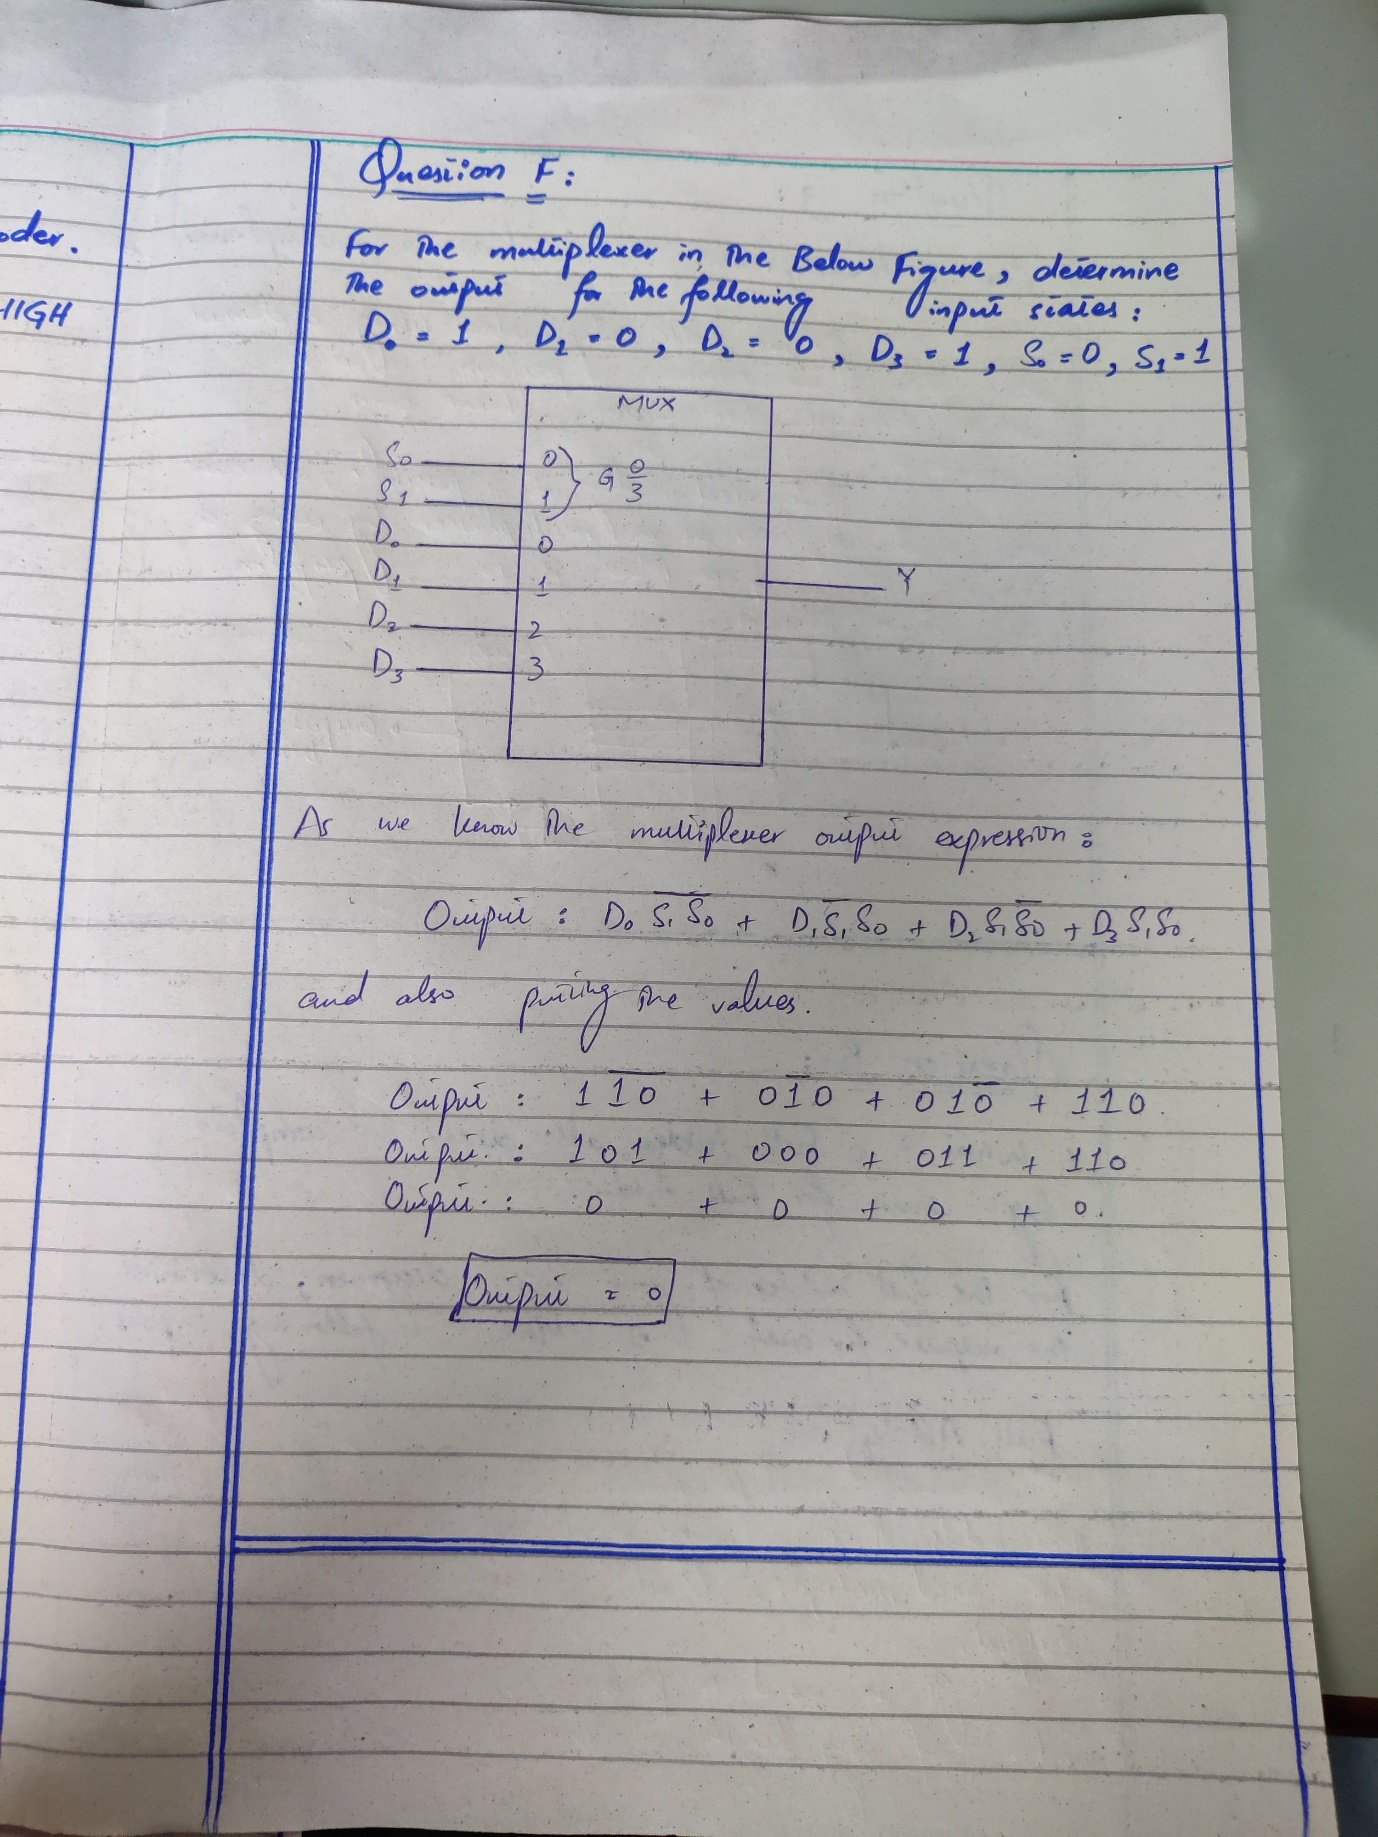 oder.
HIGH
Question F:
For the multiplexer in the Below Figure, determine
the output for the following input states:
D₀ = 1, D₁ = 0, D₂ = 0, D₃ = 1, S₀ = 0, S₁ = 1
MUX
S₀ 0 } G 0/3
S₁ 1
D₀ 0
D₁ 1
Y
D₂ 2
D₃ 3
As we know the multiplexer output expression:
Output : D₀ S̅₁ S̅₀ + D₁ S̅₁ S₀ + D₂ S₁ S̅₀ + D₃ S₁ S₀.
and also putting the values.
Output : 1 1̅ 0̅ + 0 1̅ 0 + 0 1 0̅ + 1 1 0.
Output : 1 0 1 + 0 0 0 + 0 1 1 + 1 1 0
Output : 0 + 0 + 0 + 0.
Output = 0